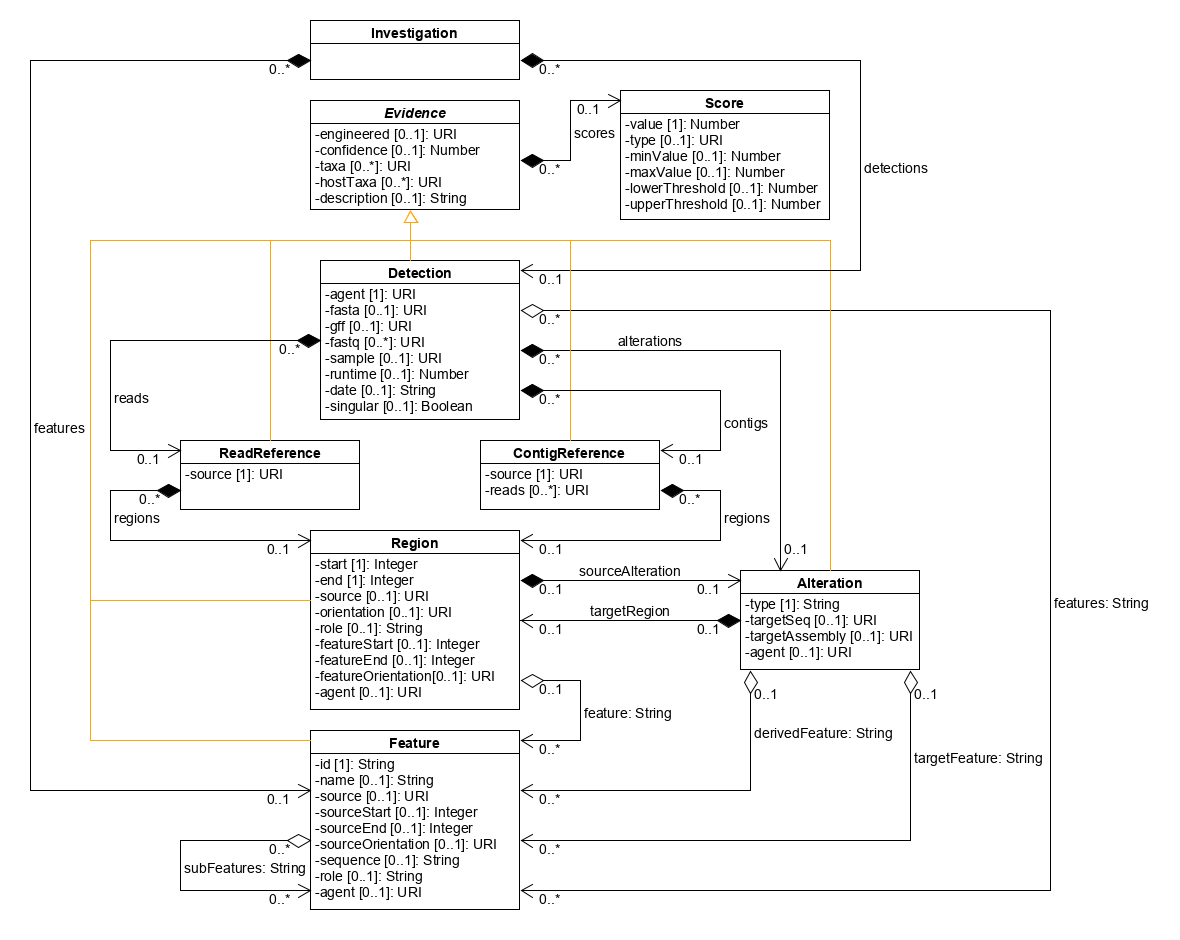 Investigation
0..*
0..*
Evidence
-engineered [0..1]: URI
-confidence [0..1]: Number
-taxa [0..*]: URI
-hostTaxa [0..*]: URI
-description [0..1]: String
0..*
0..1
scores
Score
-value [1]: Number
-type [0..1]: URI
-minValue [0..1]: Number
-maxValue [0..1]: Number
-lowerThreshold [0..1]: Number
-upperThreshold [0..1]: Number
detections
Detection
-agent [1]: URI
-fasta [0..1]: URI
-gff [0..1]: URI
-fastq [0..*]: URI
-sample [0..1]: URI
-runtime [0..1]: Number
-date [0..1]: String
-singular [0..1]: Boolean
0..1
0..*
0..*
alterations
0..*
0..*
reads
features
contigs
0..1
ReadReference
-source [1]: URI
ContigReference
-source [1]: URI
-reads [0..*]: URI
0..1
0..*
regions
0..*
regions
0..1
0..1
0..1
Region
-start [1]: Integer
-end [1]: Integer
-source [0..1]: URI
-orientation [0..1]: URI
-role [0..1]: String
-featureStart [0..1]: Integer
-featureEnd [0..1]: Integer
-featureOrientation[0..1]: URI
-agent [0..1]: URI
sourceAlteration
0..1
0..1
targetRegion
0..1
0..1
Alteration
-type [1]: String
-targetSeq [0..1]: URI
-targetAssembly [0..1]: URI
-agent [0..1]: URI
features: String
0..1
feature: String
0..*
0..1
0..1
derivedFeature: String
targetFeature: String
Feature
-id [1]: String
-name [0..1]: String
-source [0..1]: URI
-sourceStart [0..1]: Integer
-sourceEnd [0..1]: Integer
-sourceOrientation [0..1]: URI
-sequence [0..1]: String
-role [0..1]: String
-agent [0..1]: URI
0..1
0..*
0..*
0..*
subFeatures: String
0..*
0..*